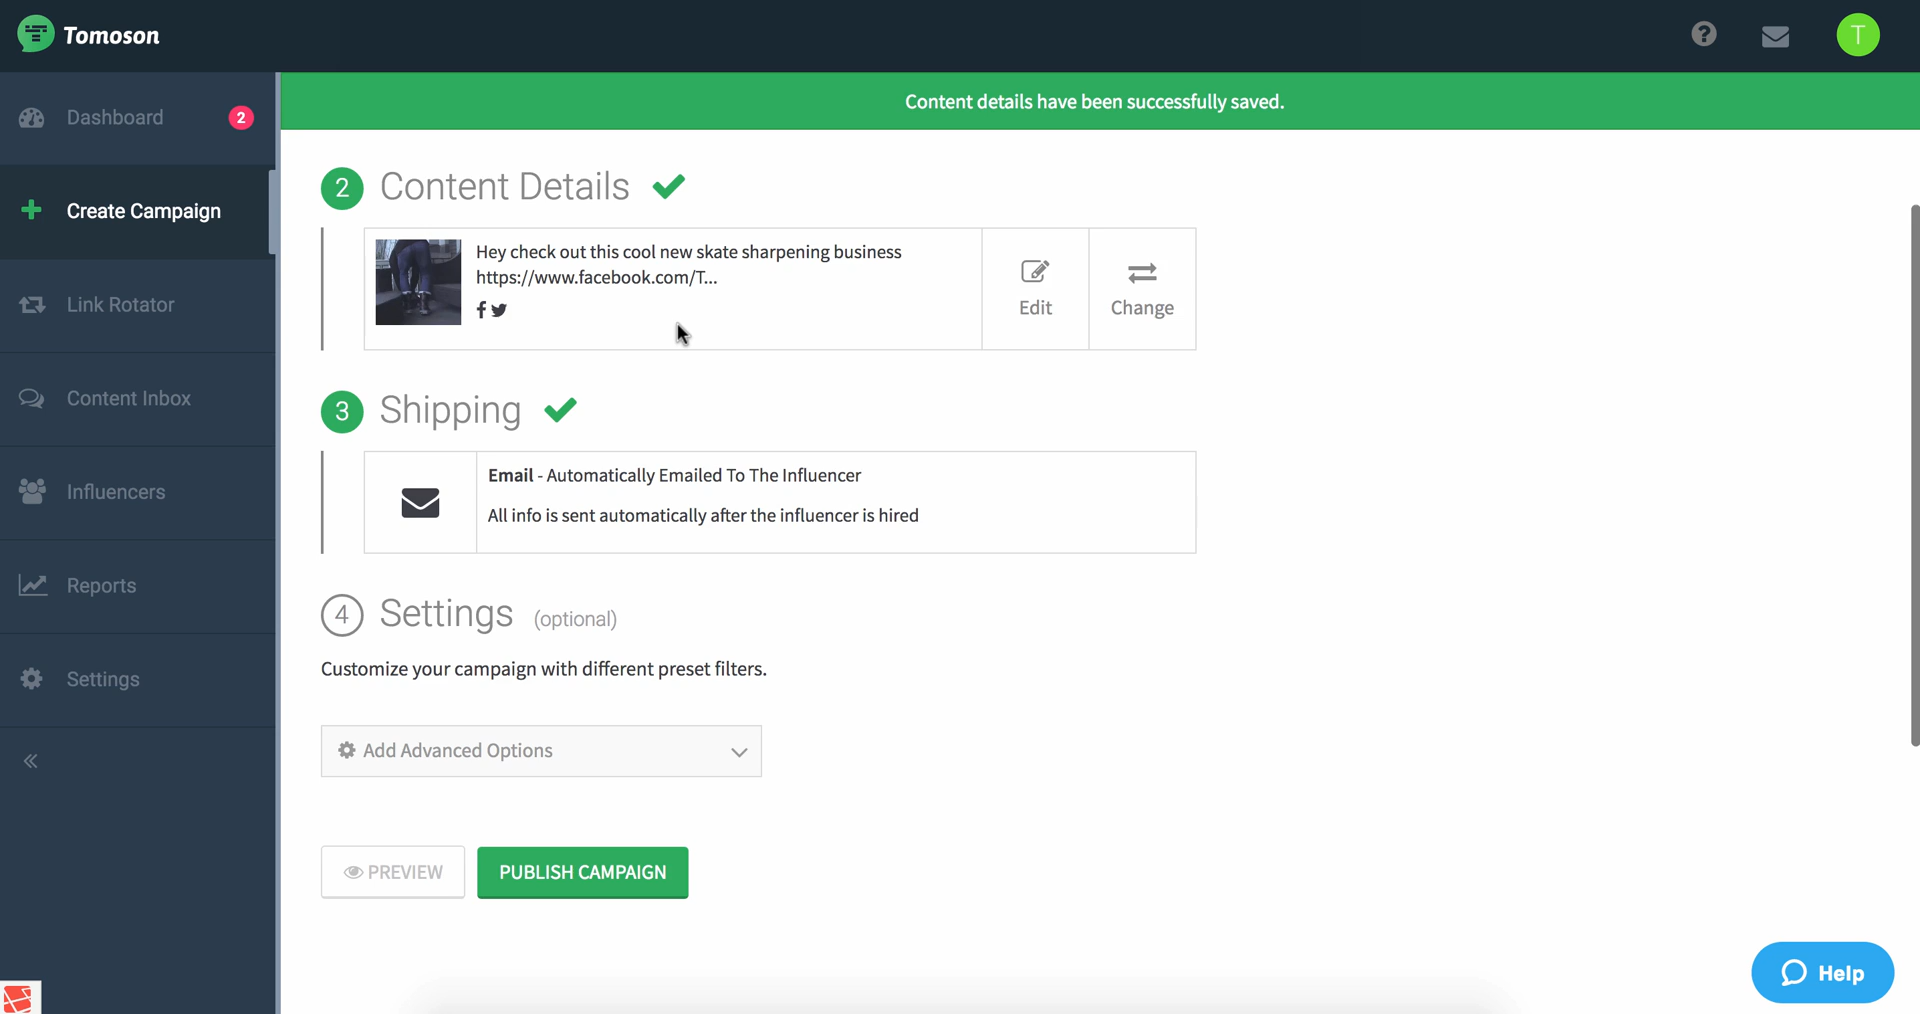 Tomoson
T
Content details have been successfully saved.
Dashboard 2
Create Campaign
Link Rotator
Content Inbox
Influencers
Reports
Settings
2 Content Details
Hey check out this cool new skate sharpening business
https://www.facebook.com/T...
Edit
Change
3 Shipping
Email - Automatically Emailed To The Influencer
All info is sent automatically after the influencer is hired
4 Settings (optional)
Customize your campaign with different preset filters.
Add Advanced Options
PREVIEW
PUBLISH CAMPAIGN
Help